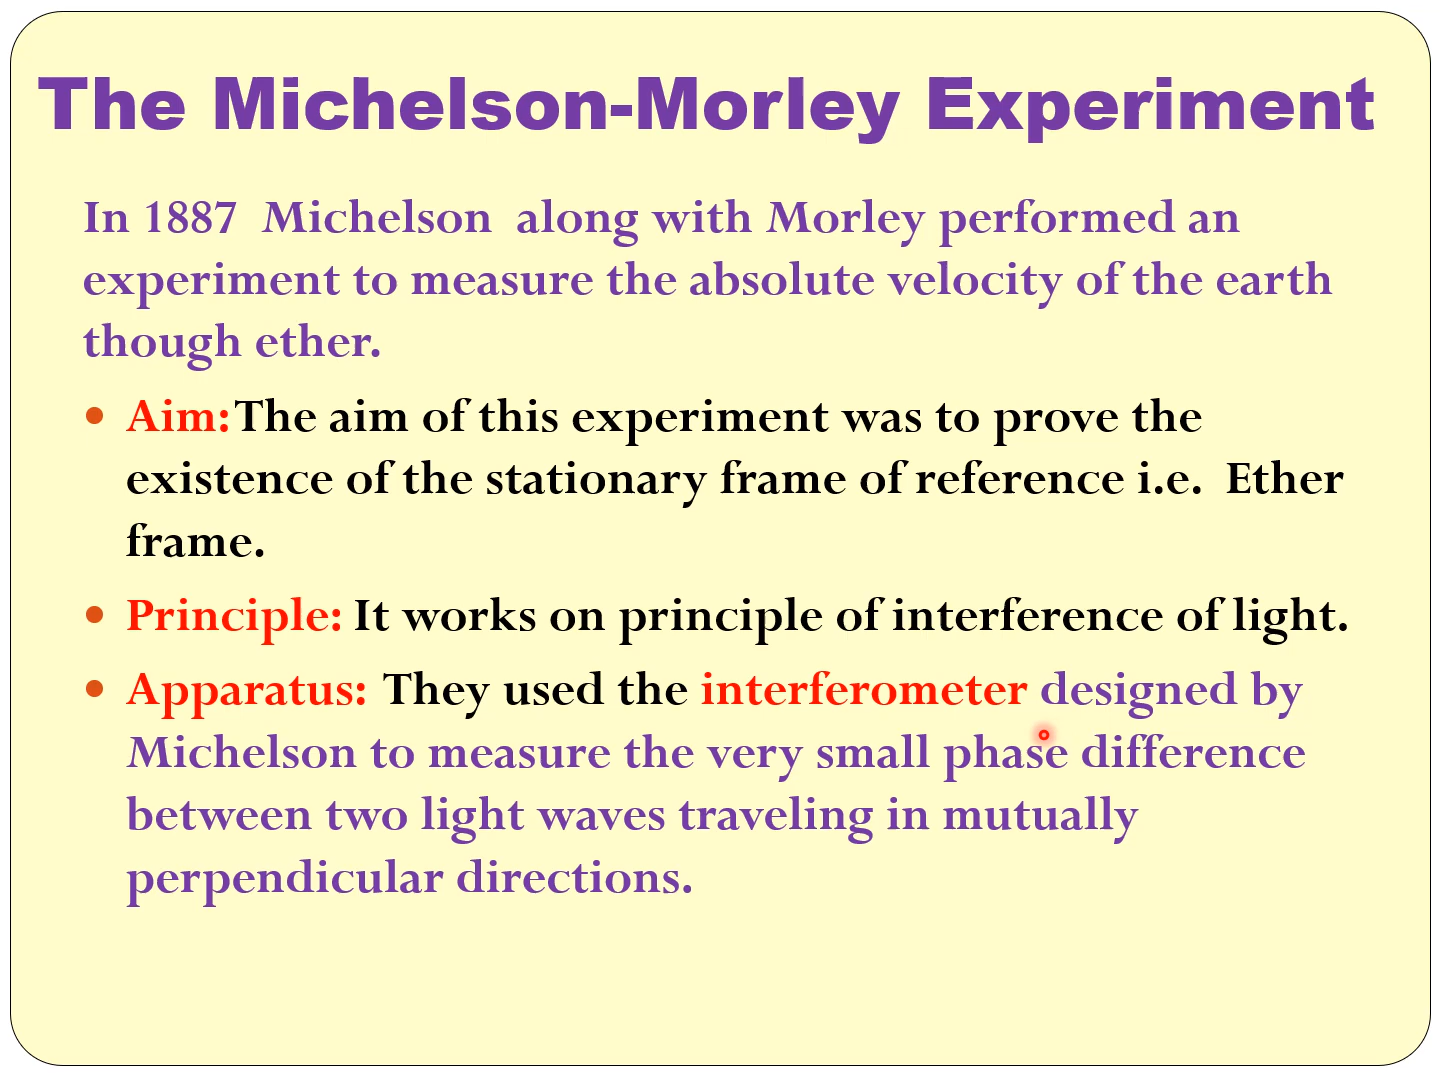 The Michelson-Morley Experiment
In 1887 Michelson along with Morley performed an
experiment to measure the absolute velocity of the earth
though ether.
• Aim: The aim of this experiment was to prove the
existence of the stationary frame of reference i.e. Ether
frame.
• Principle: It works on principle of interference of light.
• Apparatus: They used the interferometer designed by
Michelson to measure the very small phase difference
between two light waves traveling in mutually
perpendicular directions.